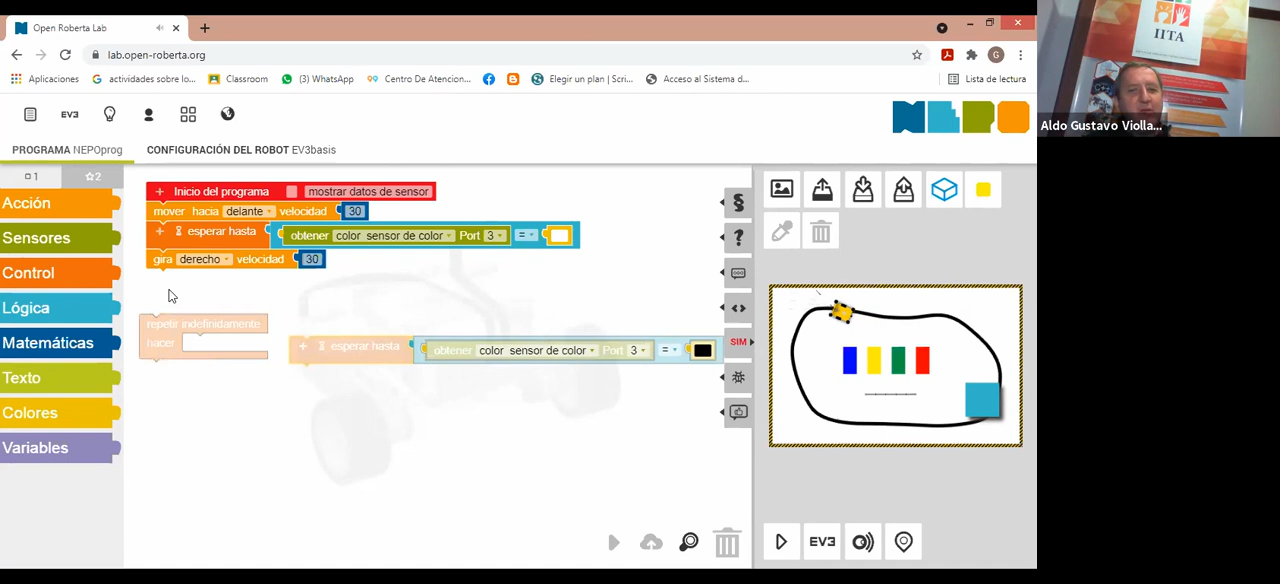 Open Roberta Lab
lab.open-roberta.org
Aplicaciones
actividades sobre lo...
Classroom
(3) WhatsApp
Centro De Atencion...
Elegir un plan | Scri...
Acceso al Sistema d...
Lista de lectura
G
EV3
PROGRAMA NEPOprog
CONFIGURACIÓN DEL ROBOT EV3basis
1
2
Acción
Sensores
Control
Lógica
Matemáticas
Texto
Colores
Variables
+ Inicio del programa mostrar datos de sensor
mover hacia delante velocidad 30
+ esperar hasta obtener color sensor de color Port 3 =
gira derecho velocidad 30
repetir indefinidamente
hacer
+ esperar hasta obtener color sensor de color Port 3 =
§
?
SIM
EV3
IITA
C++
Aldo Gustavo Violla...